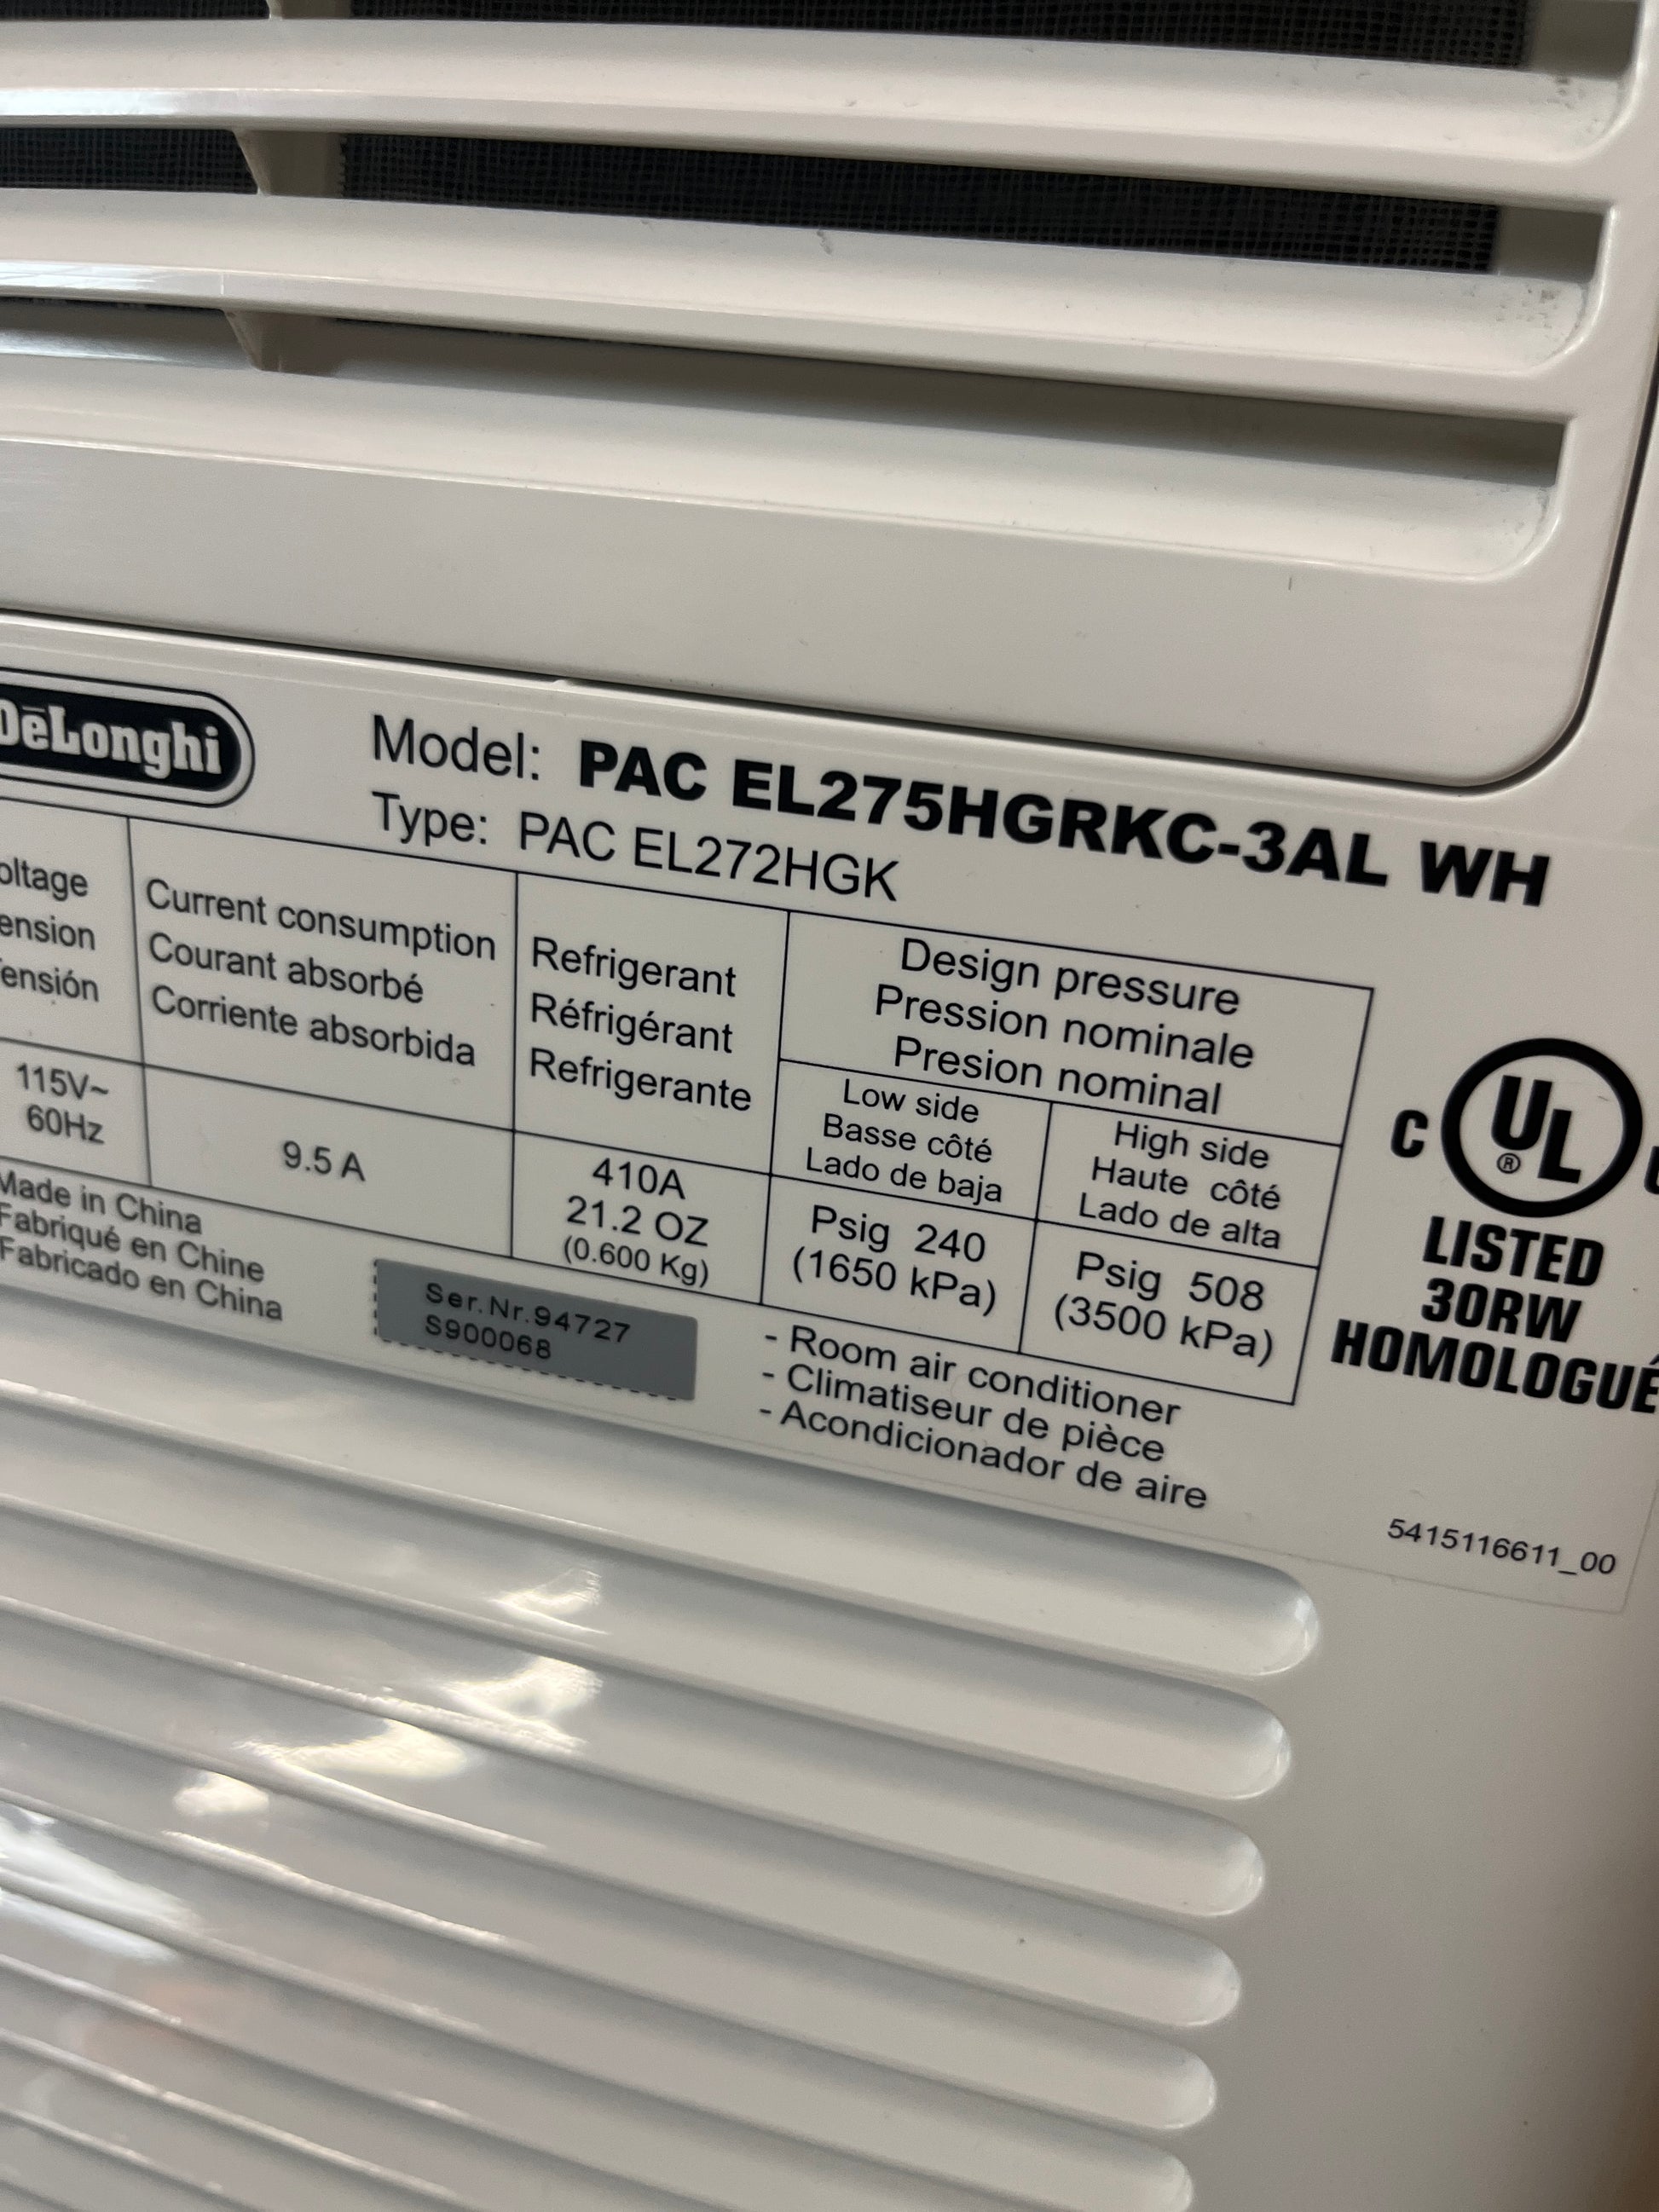 DēLonghi
Model: PAC EL275HGRKC-3AL WH
Type: PAC EL272HGK
Current consumption
Courant absorbé
Corriente absorbida
Refrigerant
Réfrigérant
Refrigerante
Design pressure
Pression nominale
Presion nominal
Low side
Basse côté
Lado de baja
High side
Haute côté
Lado de alta
115V~
60Hz
9.5 A
410A
21.2 OZ
(0.600 Kg)
Psig 240
(1650 kPa)
Psig 508
(3500 kPa)
Made in China
Fabriqué en Chine
Fabricado en China
Ser.Nr.94727
S900068
- Room air conditioner
- Climatiseur de pièce
- Acondicionador de aire
C UL ®
LISTED
30RW
HOMOLOGUÉ
5415116611_00